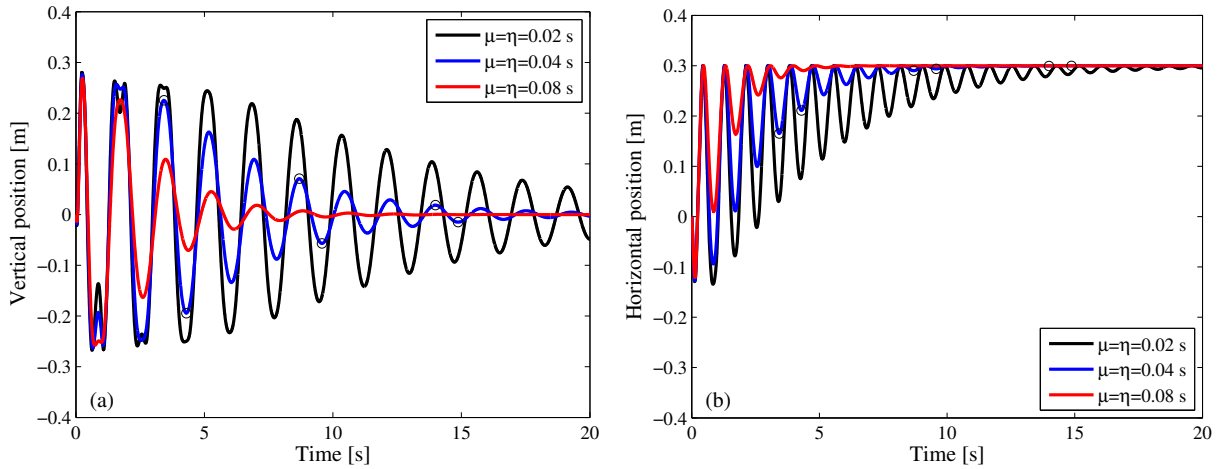 0.4
0.3
0.2
0.1
0
−0.1
−0.2
−0.3
−0.4
Vertical position [m]
μ=η=0.02 s
μ=η=0.04 s
μ=η=0.08 s
(a)
0 5 10 15 20
Time [s]
0.4
0.3
0.2
0.1
0
−0.1
−0.2
−0.3
−0.4
Horizontal position [m]
μ=η=0.02 s
μ=η=0.04 s
μ=η=0.08 s
(b)
0 5 10 15 20
Time [s]